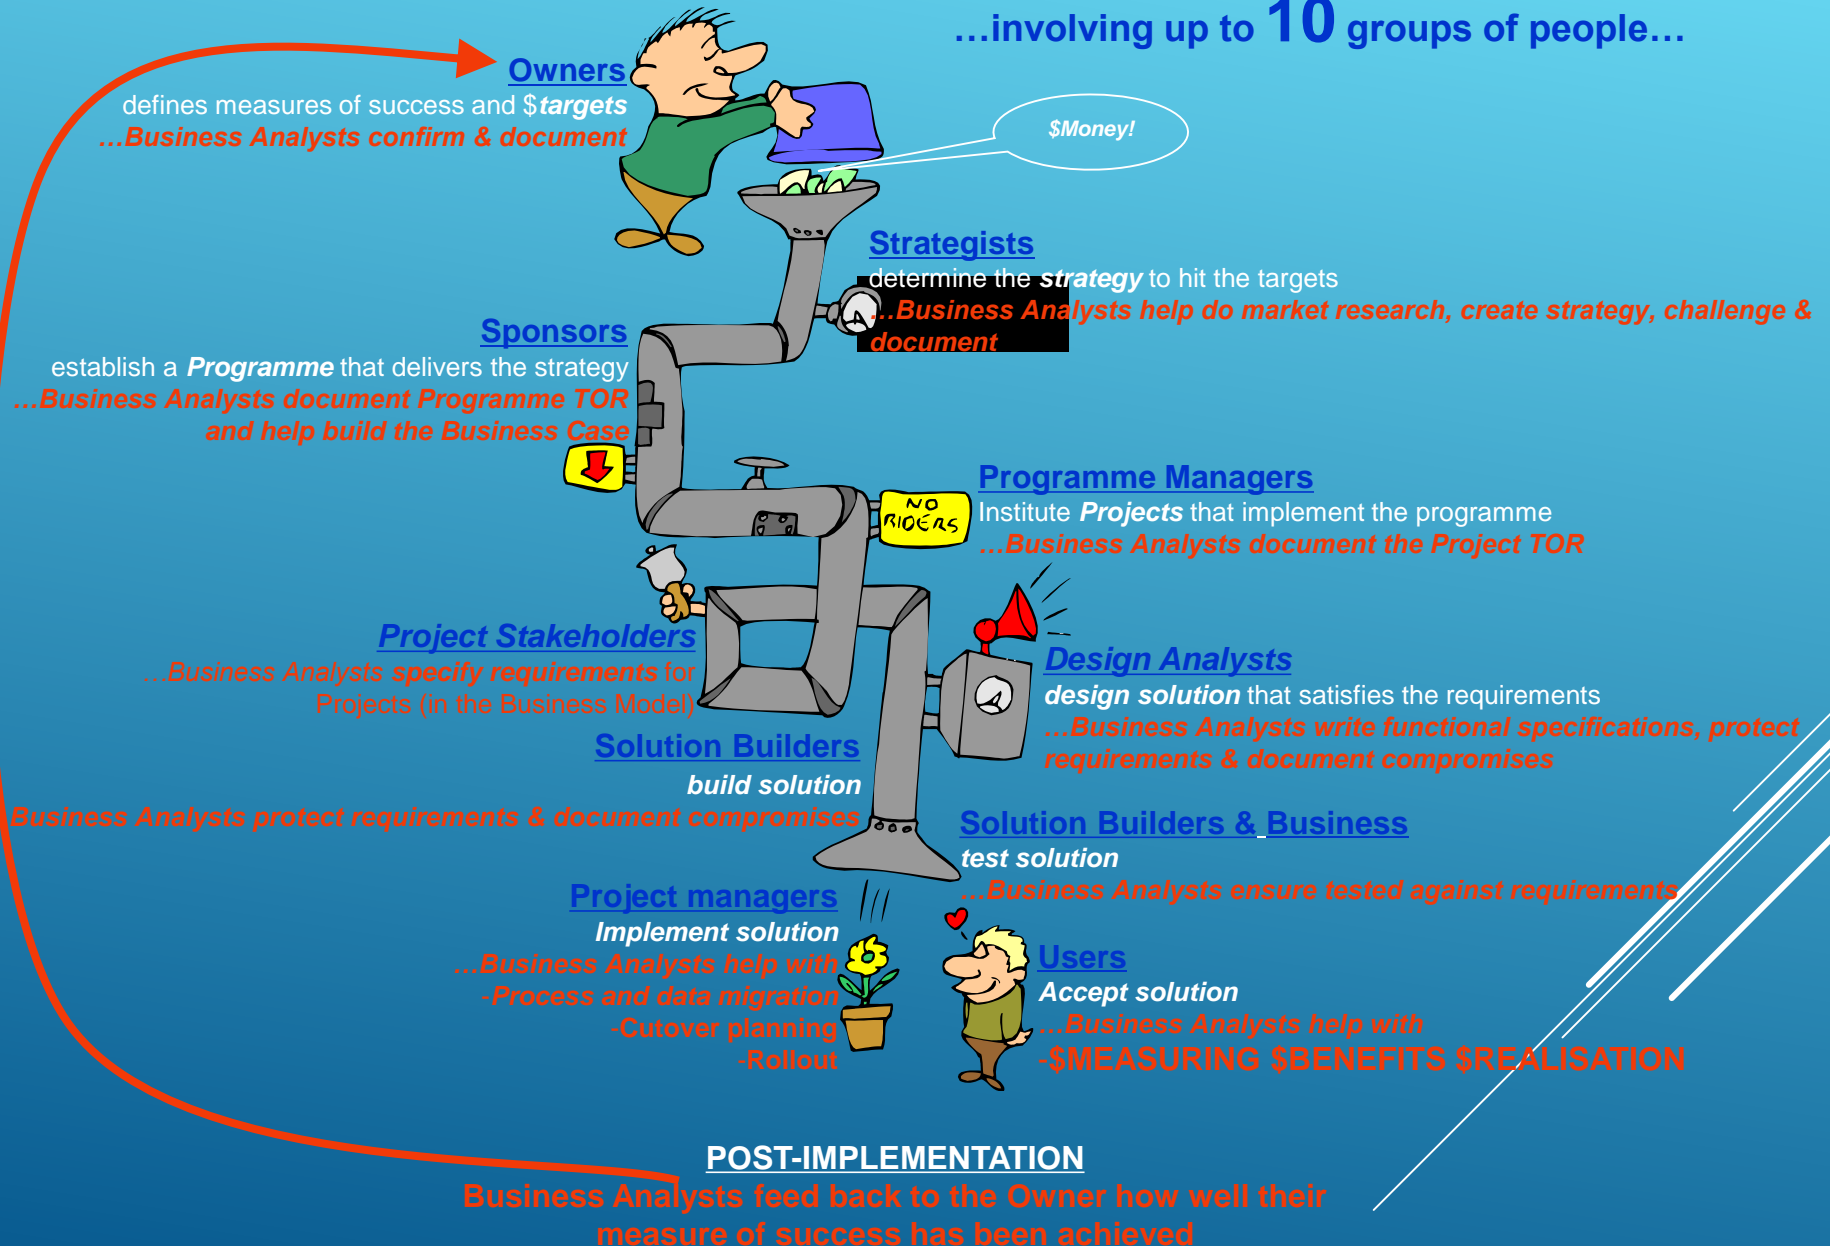 …involving up to 10 groups of people…
Owners
defines measures of success and $targets
…Business Analysts confirm & document
$Money!
Strategists
determine the strategy to hit the targets
…Business Analysts help do market research, create strategy, challenge &
document
Sponsors
establish a Programme that delivers the strategy
…Business Analysts document Programme TOR
and help build the Business Case
Programme Managers
Institute Projects that implement the programme
…Business Analysts document the Project TOR
NO
RIDERS
Project Stakeholders
…Business Analysts specify requirements for
Projects (in the Business Model)
Design Analysts
design solution that satisfies the requirements
…Business Analysts write functional specifications, protect
requirements & document compromises
Solution Builders
build solution
Business Analysts protect requirements & document compromises
Solution Builders & Business
test solution
…Business Analysts ensure tested against requirements
Project managers
Implement solution
…Business Analysts help with
-Process and data migration
-Cutover planning
-Rollout
Users
Accept solution
…Business Analysts help with
-$MEASURING $BENEFITS $REALISATION
POST-IMPLEMENTATION
Business Analysts feed back to the Owner how well their
measure of success has been achieved